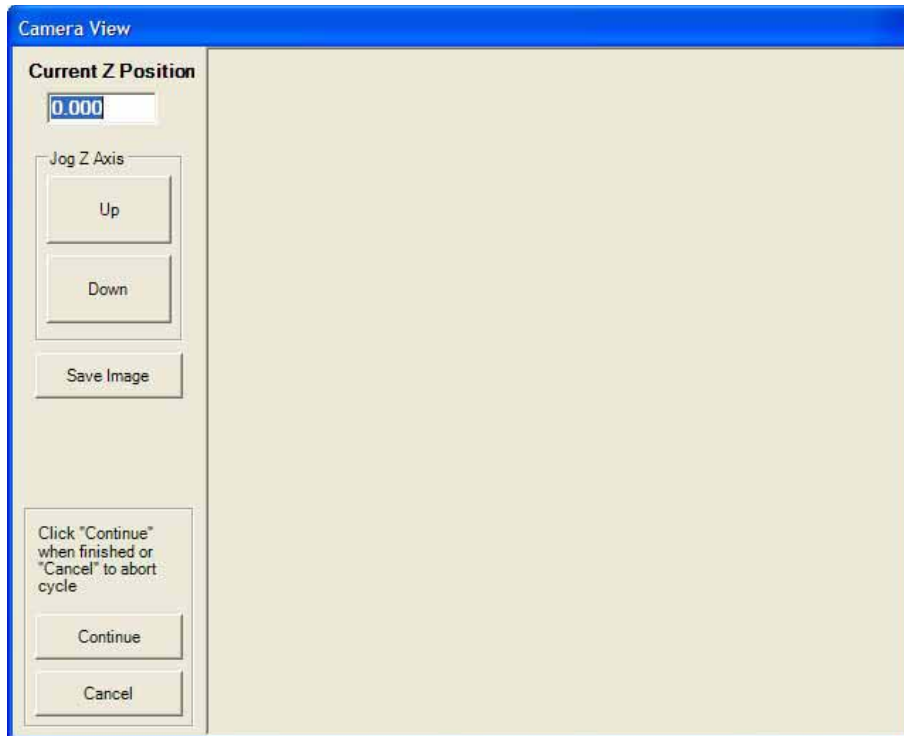 Camera View
Current Z Position
0.000
Jog Z Axis
Up
Down
Save Image
Click "Continue"
when finished or
"Cancel" to abort
cycle
Continue
Cancel